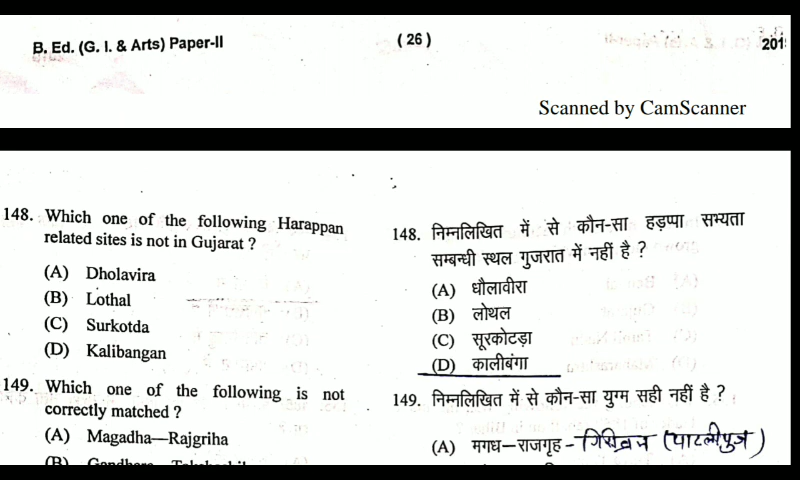 B. Ed. (G. I. & Arts) Paper-II
( 26 )
201
Scanned by CamScanner
148. Which one of the following Harappan
related sites is not in Gujarat ?
(A) Dholavira
(B) Lothal
(C) Surkotda
(D) Kalibangan
149. Which one of the following is not
correctly matched ?
(A) Magadha—Rajgriha
148. निम्नलिखित में से कौन-सा हड़प्पा सभ्यता
सम्बन्धी स्थल गुजरात में नहीं है ?
(A) धौलावीरा
(B) लोथल
(C) सूरकोटड़ा
(D) कालीबंगा
149. निम्नलिखित में से कौन-सा युग्म सही नहीं है ?
(A) मगध—राजगृह - गिरिव्रज (पाटलीपुत्र)